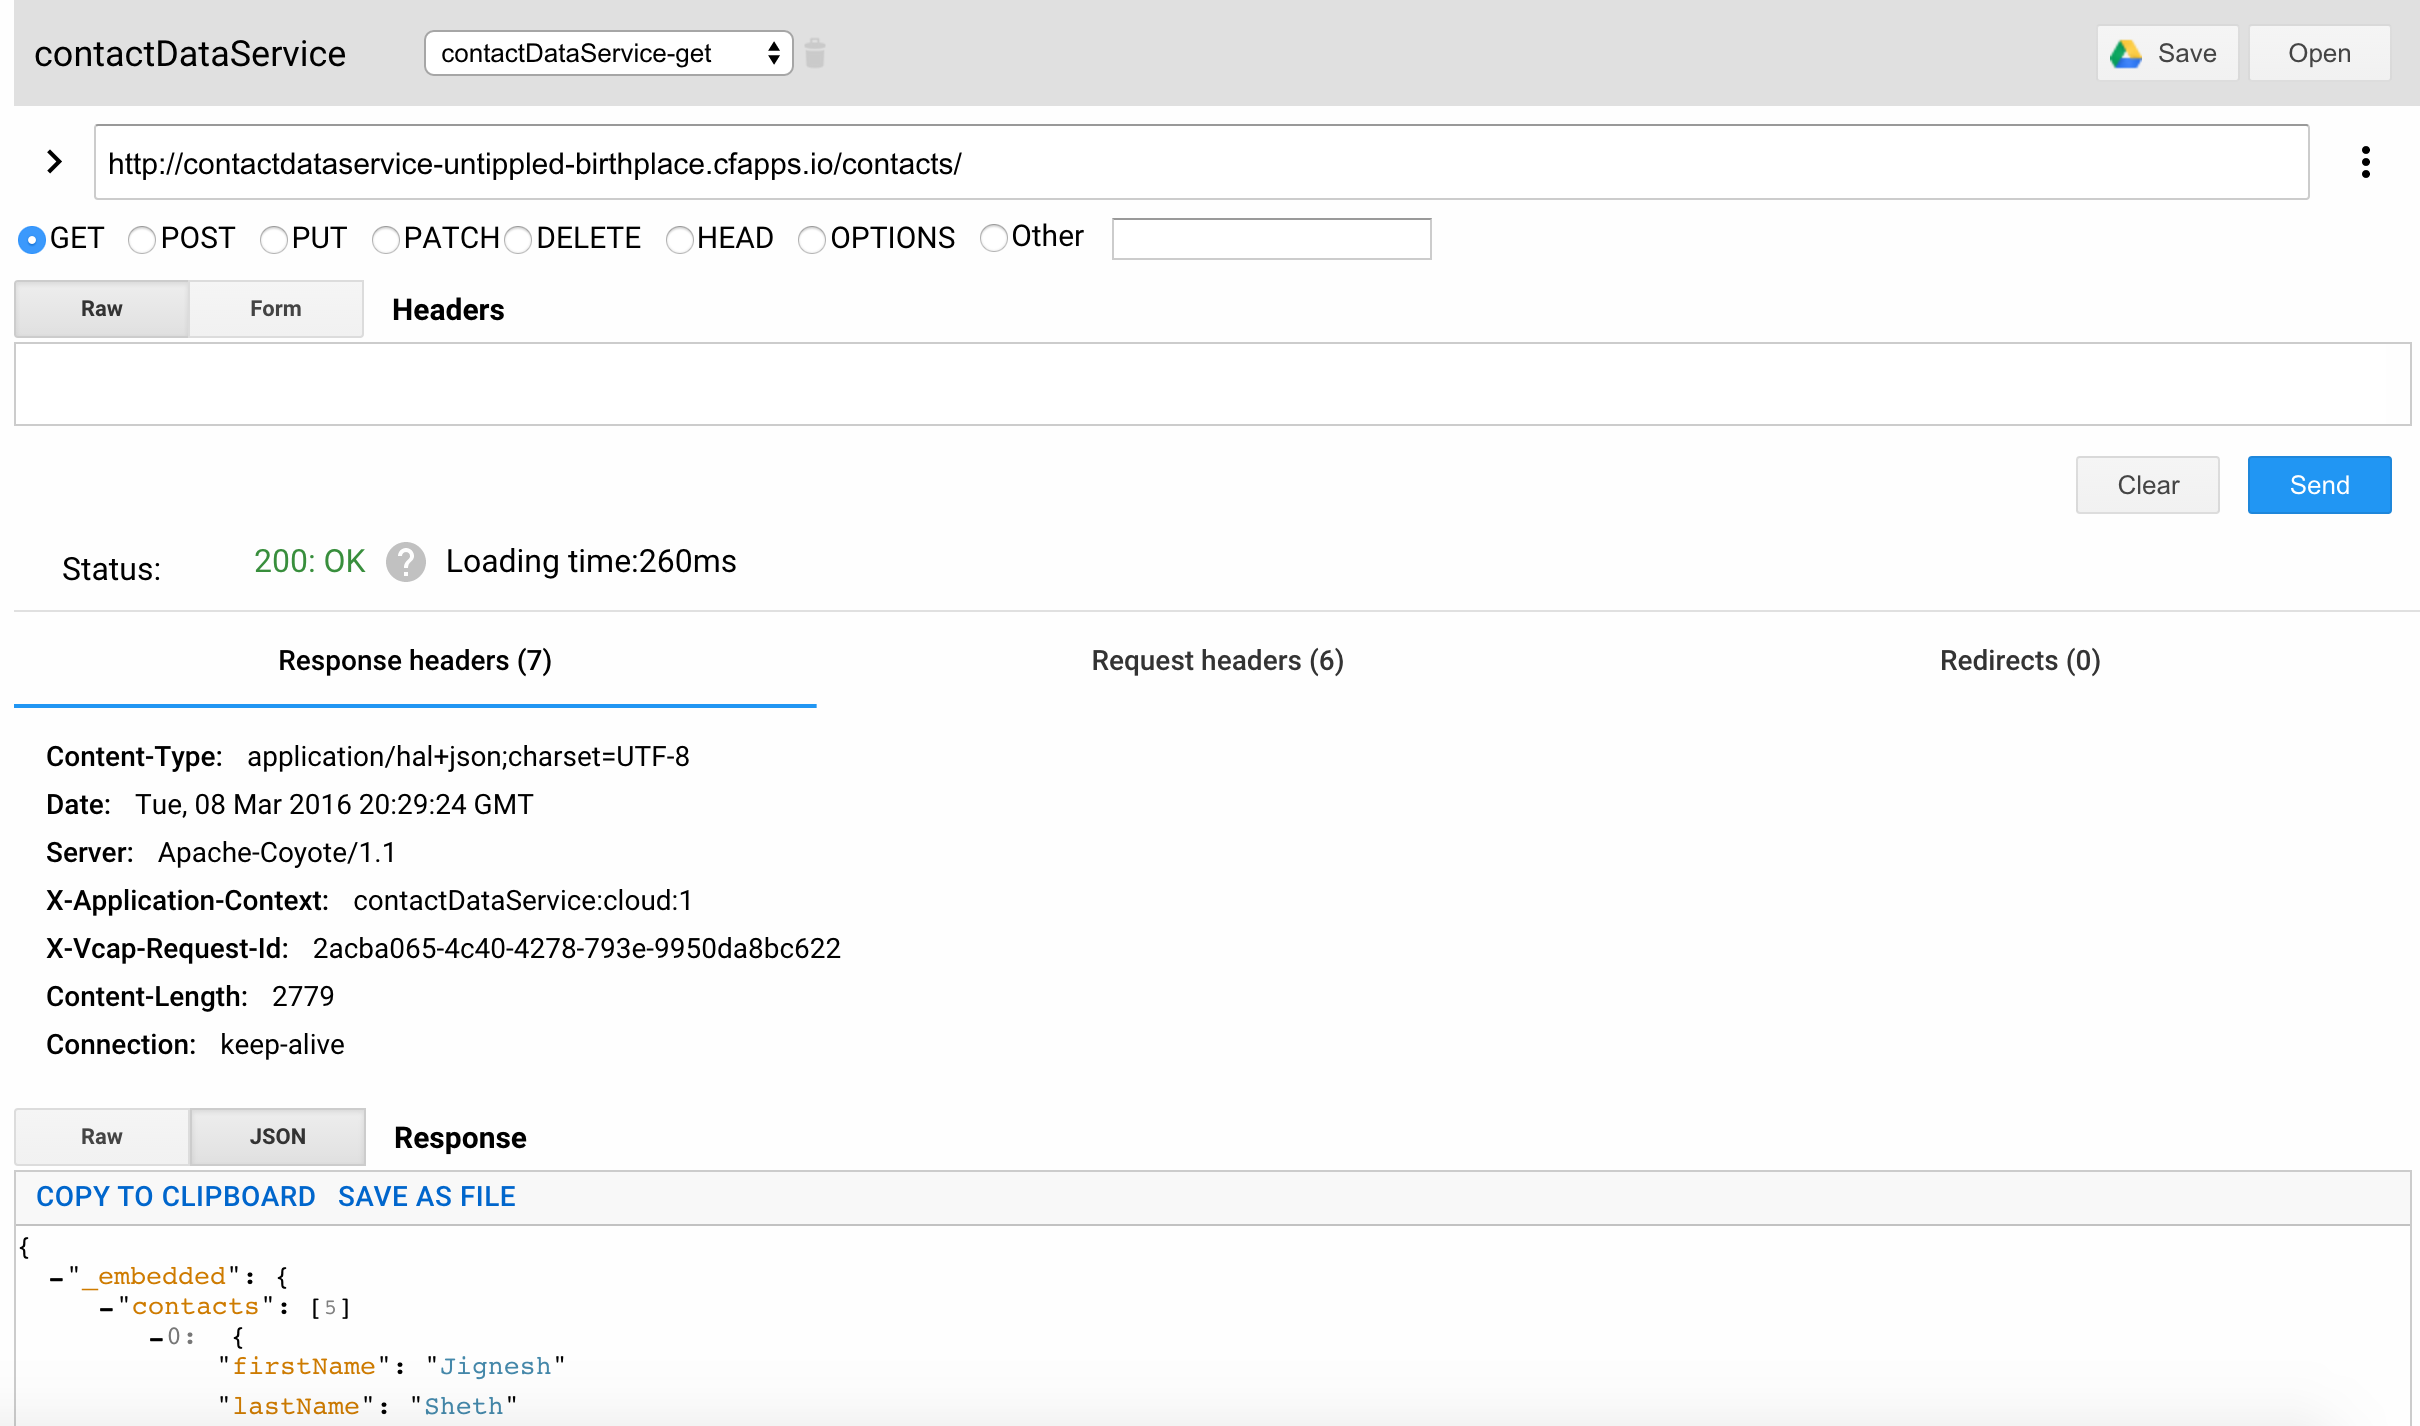 contactDataService contactDataService-get Save Open
http://contactdataservice-untippled-birthplace.cfapps.io/contacts/
GET POST PUT PATCH DELETE HEAD OPTIONS Other
Raw Form Headers
Clear Send
Status: 200: OK ? Loading time:260ms
Response headers (7) Request headers (6) Redirects (0)
Content-Type: application/hal+json;charset=UTF-8
Date: Tue, 08 Mar 2016 20:29:24 GMT
Server: Apache-Coyote/1.1
X-Application-Context: contactDataService:cloud:1
X-Vcap-Request-Id: 2acba065-4c40-4278-793e-9950da8bc622
Content-Length: 2779
Connection: keep-alive
Raw JSON Response
COPY TO CLIPBOARD SAVE AS FILE
{
-"_embedded": {
-"contacts": [5]
-0: {
"firstName": "Jignesh"
"lastName": "Sheth"